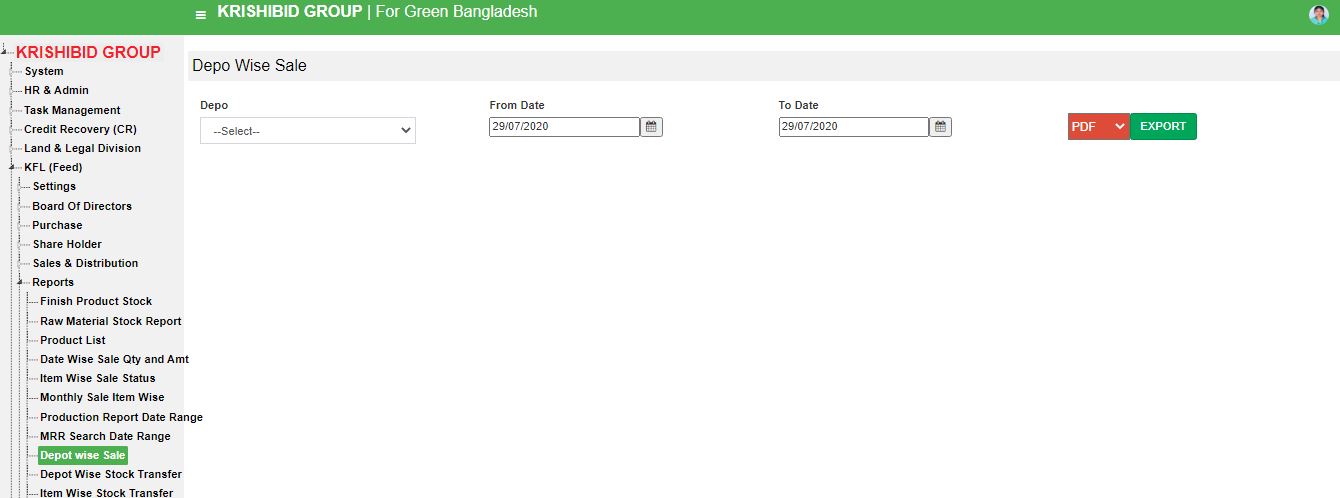 KRISHIBID GROUP | For Green Bangladesh
KRISHIBID GROUP
System
HR & Admin
Task Management
Credit Recovery (CR)
Land & Legal Division
KFL (Feed)
Settings
Board Of Directors
Purchase
Share Holder
Sales & Distribution
Reports
Finish Product Stock
Raw Material Stock Report
Product List
Date Wise Sale Qty and Amt
Item Wise Sale Status
Monthly Sale Item Wise
Production Report Date Range
MRR Search Date Range
Depot wise Sale
Depot Wise Stock Transfer
Item Wise Stock Transfer
Depo Wise Sale
Depo From Date To Date
--Select-- 29/07/2020 29/07/2020 PDF EXPORT